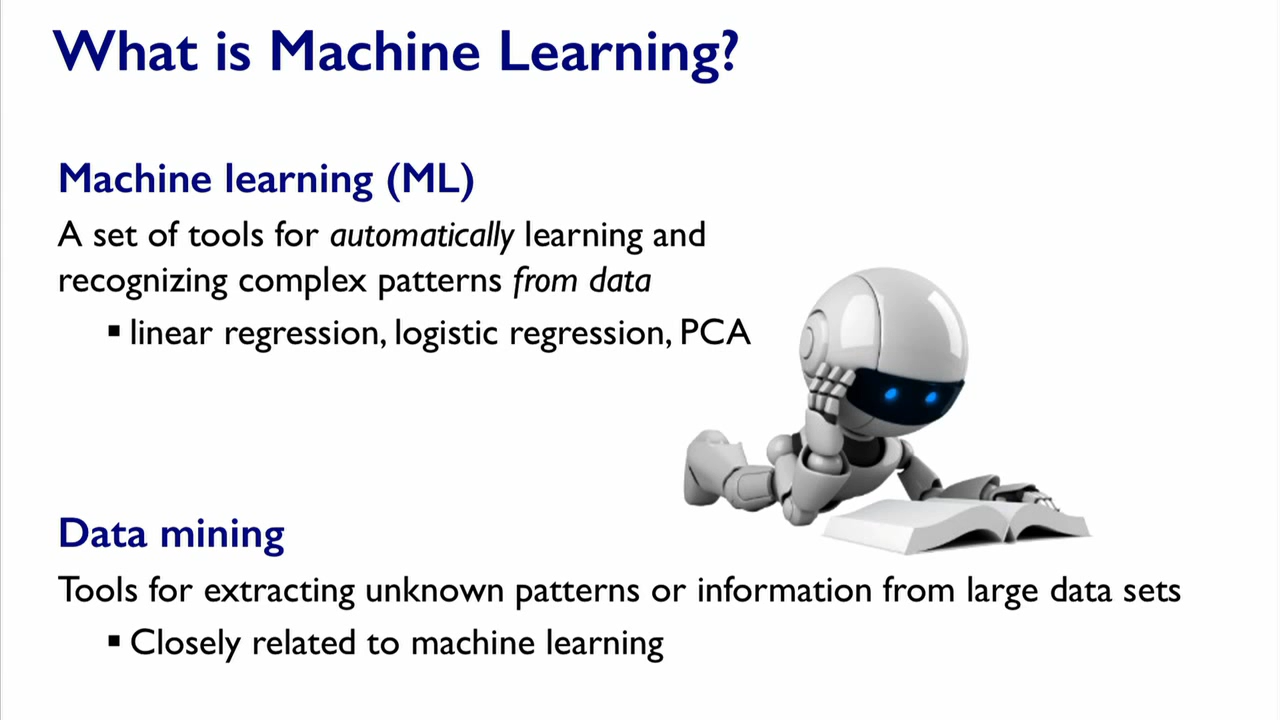 What is Machine Learning?
Machine learning (ML)
A set of tools for automatically learning and
recognizing complex patterns from data
▪ linear regression, logistic regression, PCA
Data mining
Tools for extracting unknown patterns or information from large data sets
▪ Closely related to machine learning